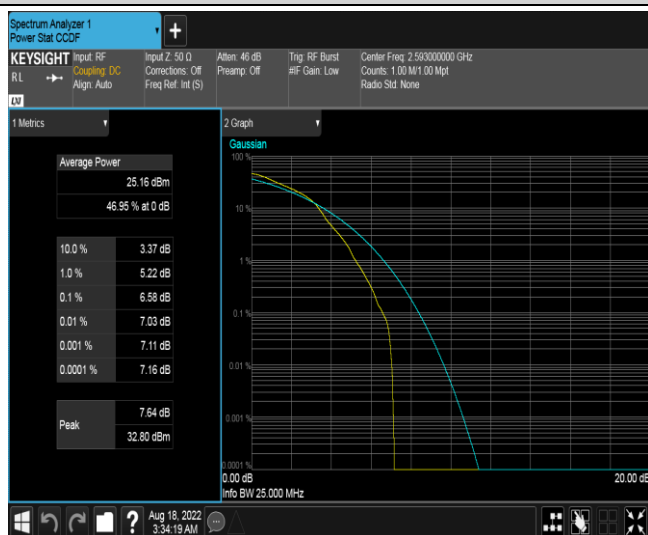 Spectrum Analyzer 1
Power Stat CCDF
+
KEYSIGHT
RL
LXI
Input: RF
Coupling: DC
Align: Auto
Input Z: 50 Ω
Corrections: Off
Freq Ref: Int (S)
Atten: 46 dB
Preamp: Off
Trig: RF Burst
#IF Gain: Low
Center Freq: 2.593000000 GHz
Counts: 1.00 M/1.00 Mpt
Radio Std: None
1 Metrics
Average Power
25.16 dBm
46.95 % at 0 dB
10.0 % 3.37 dB
1.0 % 5.22 dB
0.1 % 6.58 dB
0.01 % 7.03 dB
0.001 % 7.11 dB
0.0001 % 7.16 dB
Peak
7.64 dB
32.80 dBm
2 Graph
Gaussian
100 %
10 %
1 %
0.1 %
0.01 %
0.001 %
0.0001 %
0.00 dB
20.00 dB
Info BW 25.000 MHz
?
Aug 18, 2022
3:34:19 AM